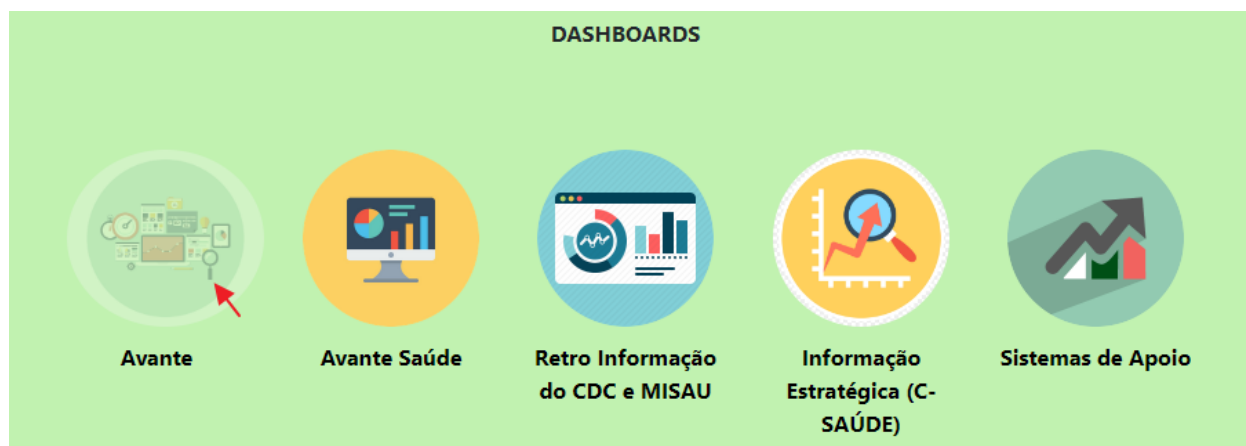 DASHBOARDS
Avante
Avante Saúde
Retro Informação
do CDC e MISAU
Informação
Estratégica (C-
SAÚDE)
Sistemas de Apoio